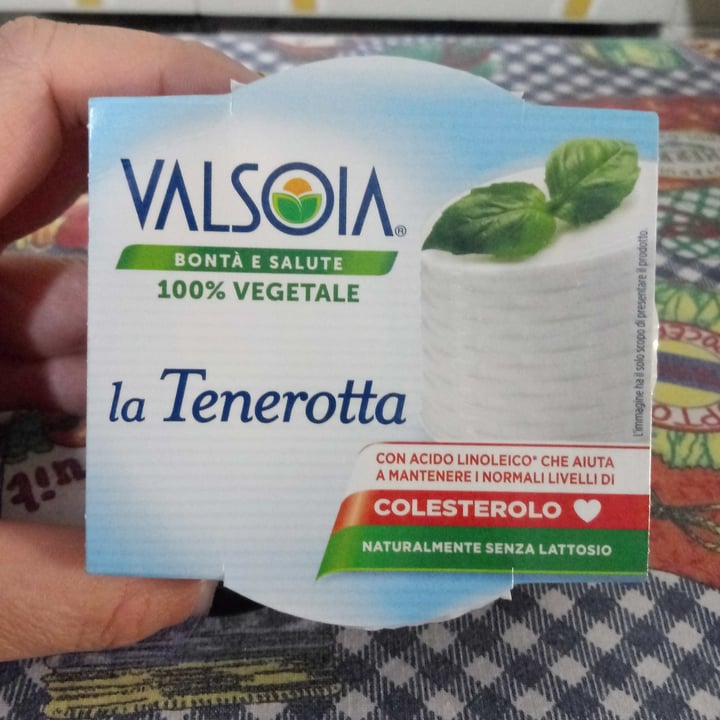 VALSOIA®
BONTÀ E SALUTE
100% VEGETALE
la Tenerotta
CON ACIDO LINOLEICO* CHE AIUTA
A MANTENERE I NORMALI LIVELLI DI
COLESTEROLO
NATURALMENTE SENZA LATTOSIO
L'immagine ha il solo scopo di presentare il prodotto.